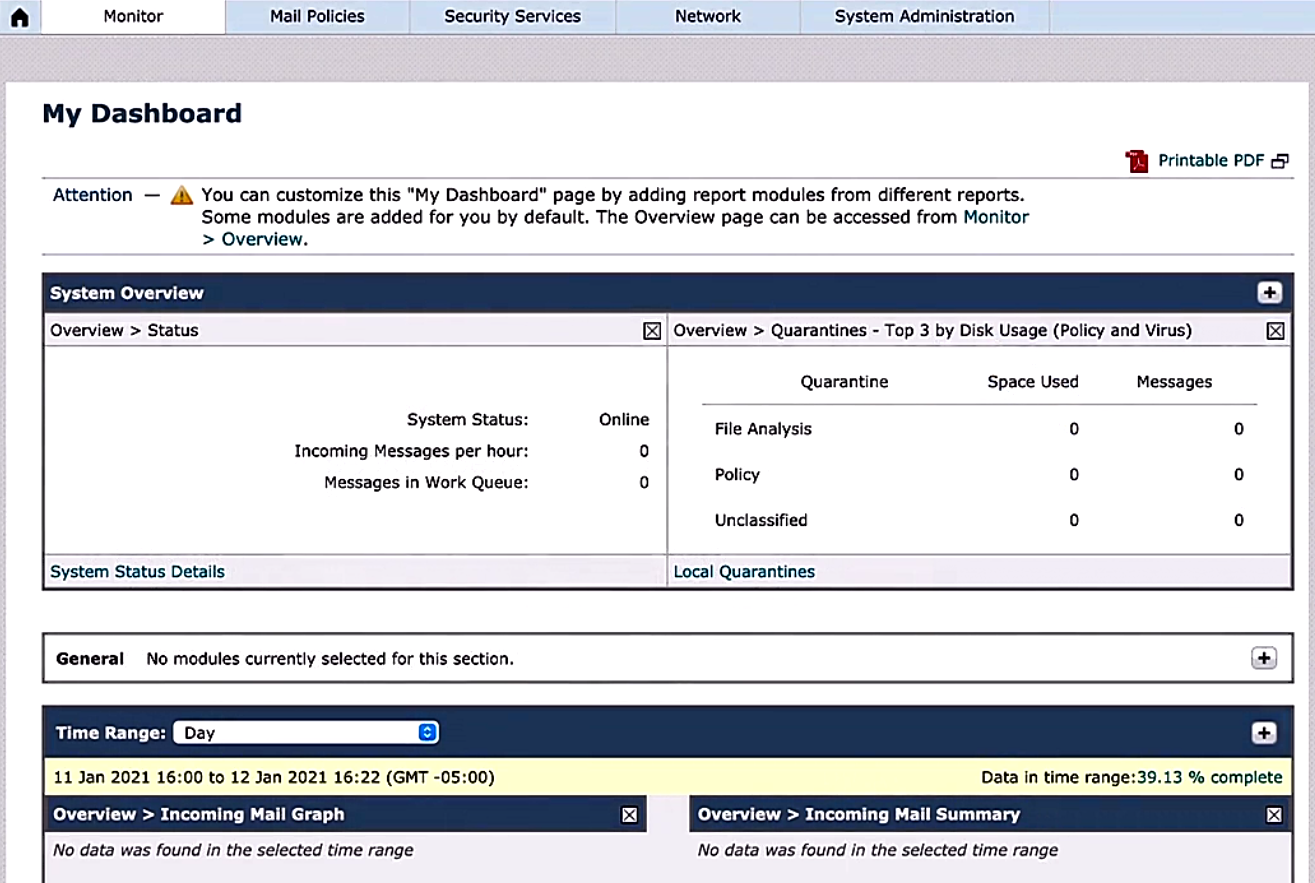 Monitor Mail Policies Security Services Network System Administration
My Dashboard
Printable PDF
Attention — You can customize this "My Dashboard" page by adding report modules from different reports.
Some modules are added for you by default. The Overview page can be accessed from Monitor
> Overview.
System Overview
Overview > Status
System Status: Online
Incoming Messages per hour: 0
Messages in Work Queue: 0
System Status Details
Overview > Quarantines - Top 3 by Disk Usage (Policy and Virus)
Quarantine Space Used Messages
File Analysis 0 0
Policy 0 0
Unclassified 0 0
Local Quarantines
General No modules currently selected for this section.
Time Range: Day
11 Jan 2021 16:00 to 12 Jan 2021 16:22 (GMT -05:00) Data in time range:39.13 % complete
Overview > Incoming Mail Graph
No data was found in the selected time range
Overview > Incoming Mail Summary
No data was found in the selected time range